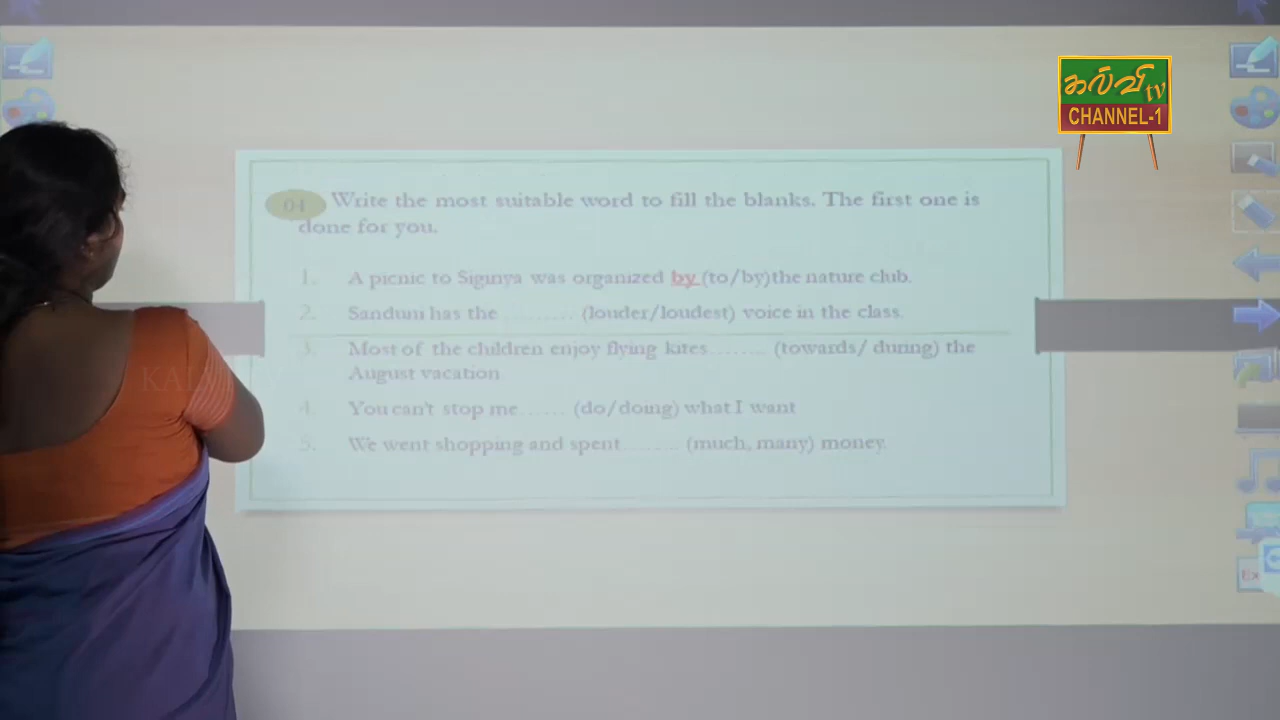 கல்வி tv
CHANNEL-1
04 Write the most suitable word to fill the blanks. The first one is
done for you.
1. A picnic to Siginya was organized by (to/by)the nature club.
2. Sanduni has the ......... (louder/loudest) voice in the class.
3. Most of the children enjoy flying kites........ (towards/ during) the
August vacation
4. You can't stop me...... (do/doing) what I want
5. We went shopping and spent........ (much, many) money.
Ex